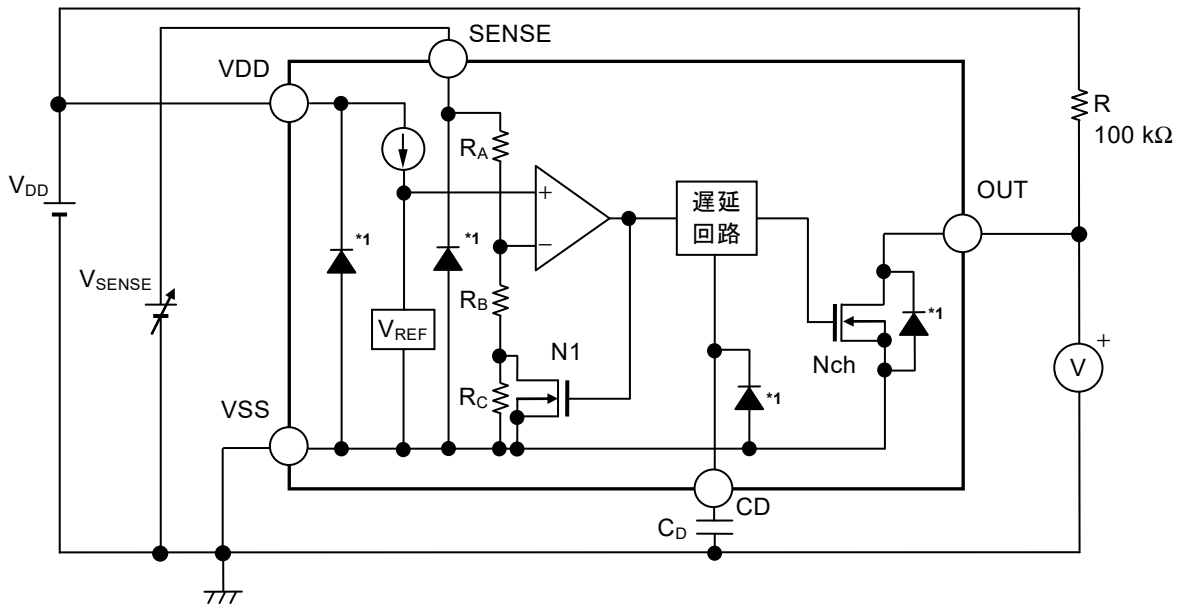 SENSE
VDD
R
100 kΩ
RA
VDD
OUT
+
遅延
回路
*1
*1
−
*1
VSENSE
RB
VREF
+
N1
Nch
V
*1
VSS
RC
CD
CD